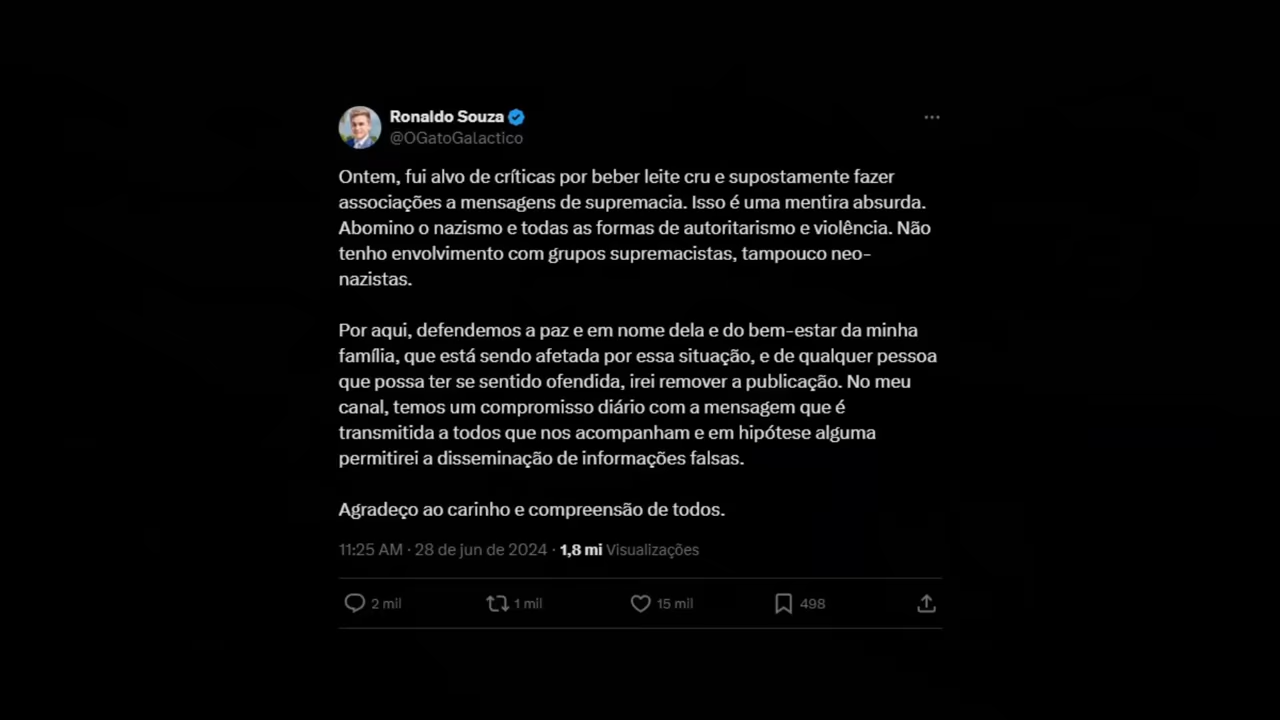 Ronaldo Souza
@OGatoGalactico
Ontem, fui alvo de críticas por beber leite cru e supostamente fazer
associações a mensagens de supremacia. Isso é uma mentira absurda.
Abomino o nazismo e todas as formas de autoritarismo e violência. Não
tenho envolvimento com grupos supremacistas, tampouco neo-
nazistas.
Por aqui, defendemos a paz e em nome dela e do bem-estar da minha
família, que está sendo afetada por essa situação, e de qualquer pessoa
que possa ter se sentido ofendida, irei remover a publicação. No meu
canal, temos um compromisso diário com a mensagem que é
transmitida a todos que nos acompanham e em hipótese alguma
permitirei a disseminação de informações falsas.
Agradeço ao carinho e compreensão de todos.
11:25 AM · 28 de jun de 2024 · 1,8 mi Visualizações
2 mil 1 mil 15 mil 498